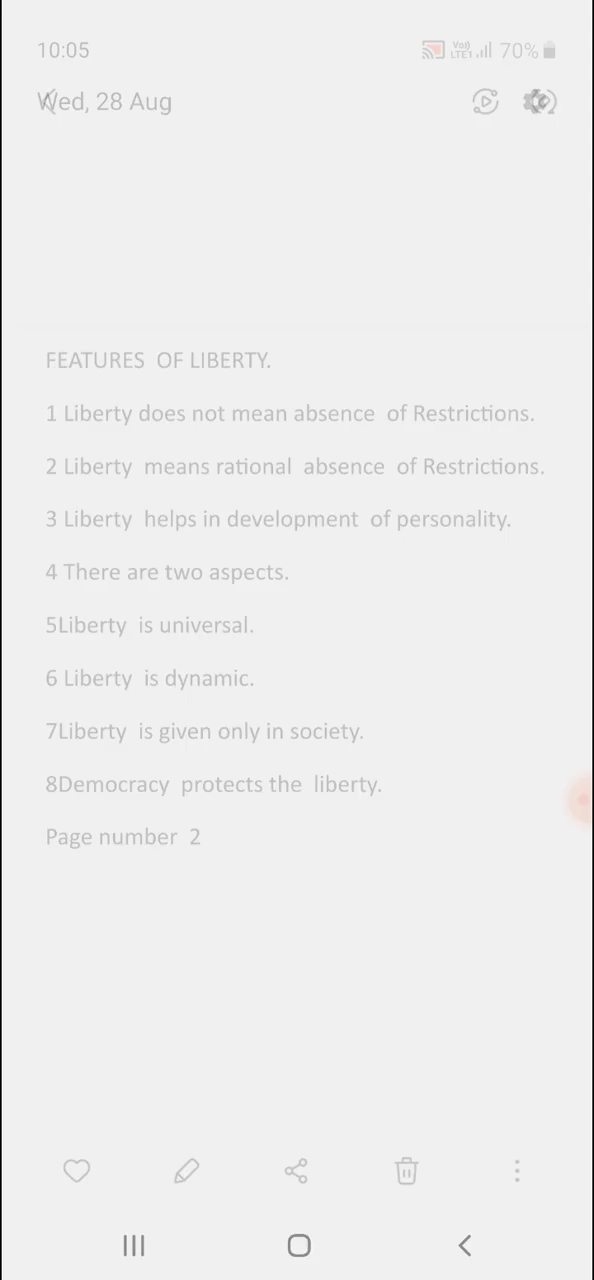 10:05
Vo)) LTE1 70%
Wed, 28 Aug
FEATURES OF LIBERTY.
1 Liberty does not mean absence of Restrictions.
2 Liberty means rational absence of Restrictions.
3 Liberty helps in development of personality.
4 There are two aspects.
5Liberty is universal.
6 Liberty is dynamic.
7Liberty is given only in society.
8Democracy protects the liberty.
Page number 2